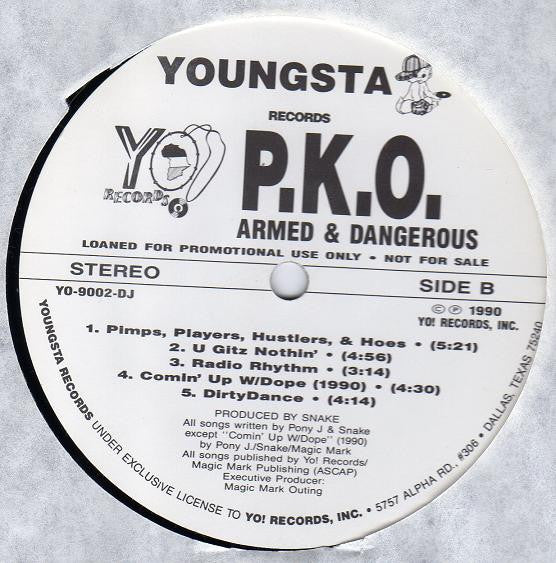 YOUNGSTA
RECORDS
YO!
RECORDS
P.K.O.
ARMED & DANGEROUS
LOANED FOR PROMOTIONAL USE ONLY • NOT FOR SALE
STEREO
SIDE B
YO-9002-DJ
© ℗ 1990
YO! RECORDS, INC.
1. Pimps, Players, Hustlers, & Hoes • (5:21)
2. U Gitz Nothin' • (4:56)
3. Radio Rhythm • (3:14)
4. Comin' Up W/Dope (1990) • (4:30)
5. DirtyDance • (4:14)
PRODUCED BY SNAKE
All songs written by Pony J & Snake
except "Comin' Up W/Dope" (1990)
by Pony J./Snake/Magic Mark
All songs published by Yo! Records/
Magic Mark Publishing (ASCAP)
Executive Producer:
Magic Mark Outing
YOUNGSTA RECORDS UNDER EXCLUSIVE LICENSE TO YO! RECORDS, INC. • 5757 ALPHA RD., #306 • DALLAS, TEXAS 75240